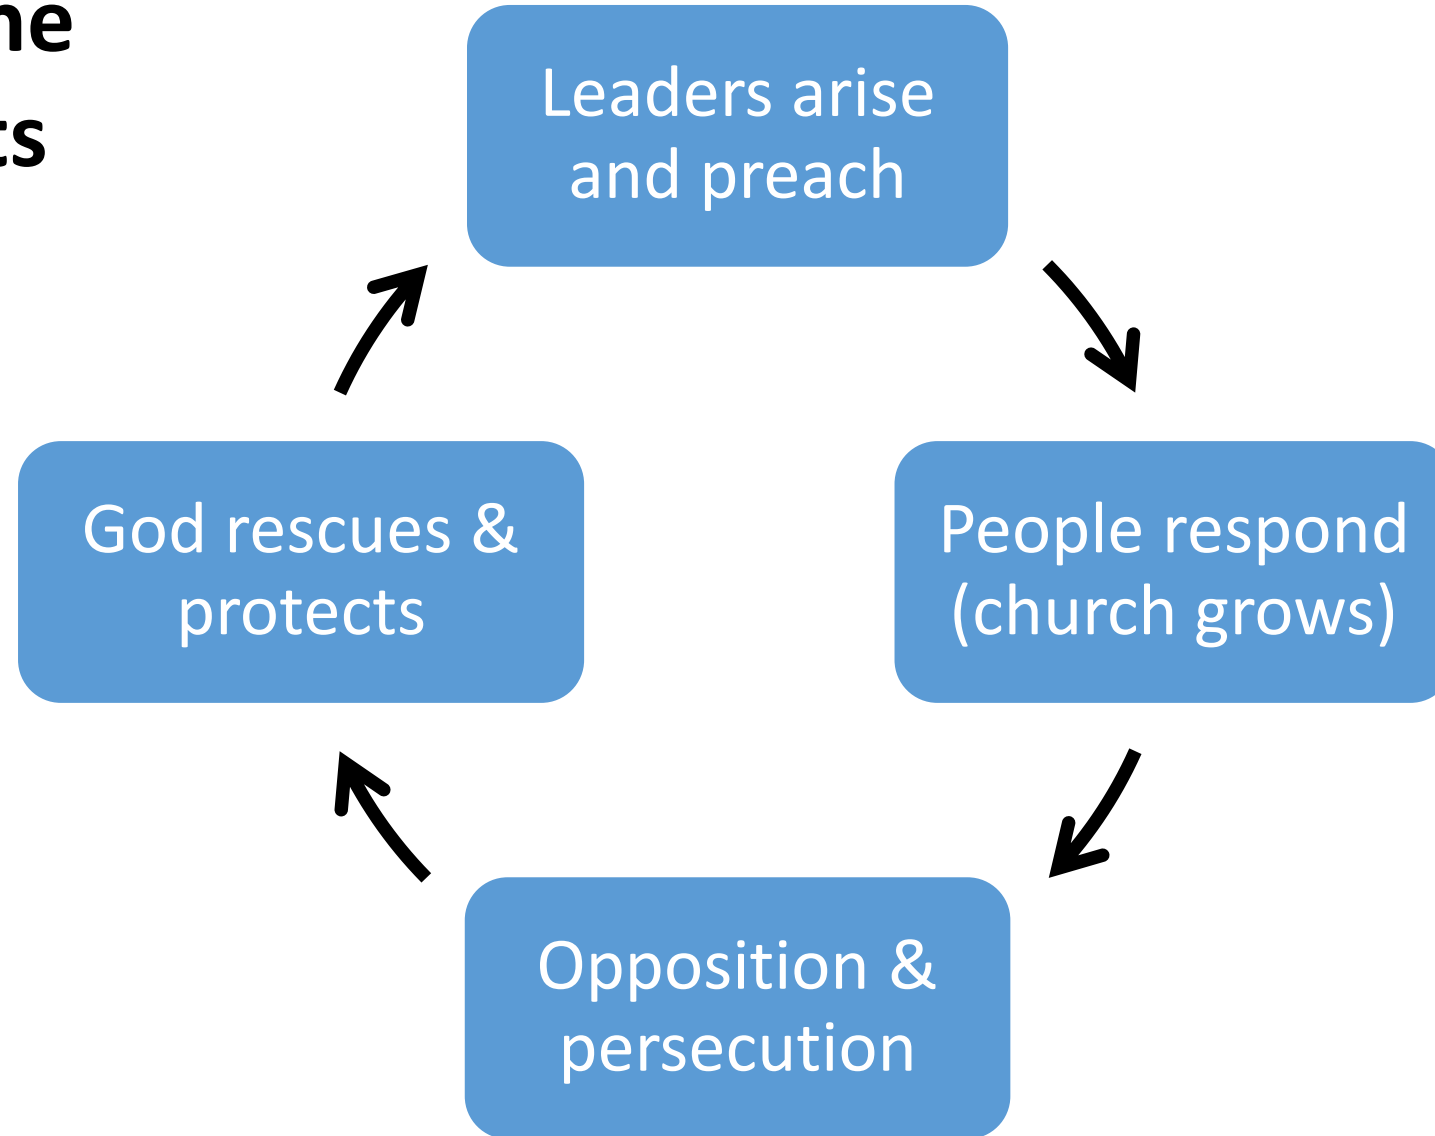 Leaders arise
and preach
God rescues &
protects
People respond
(church grows)
Opposition &
persecution